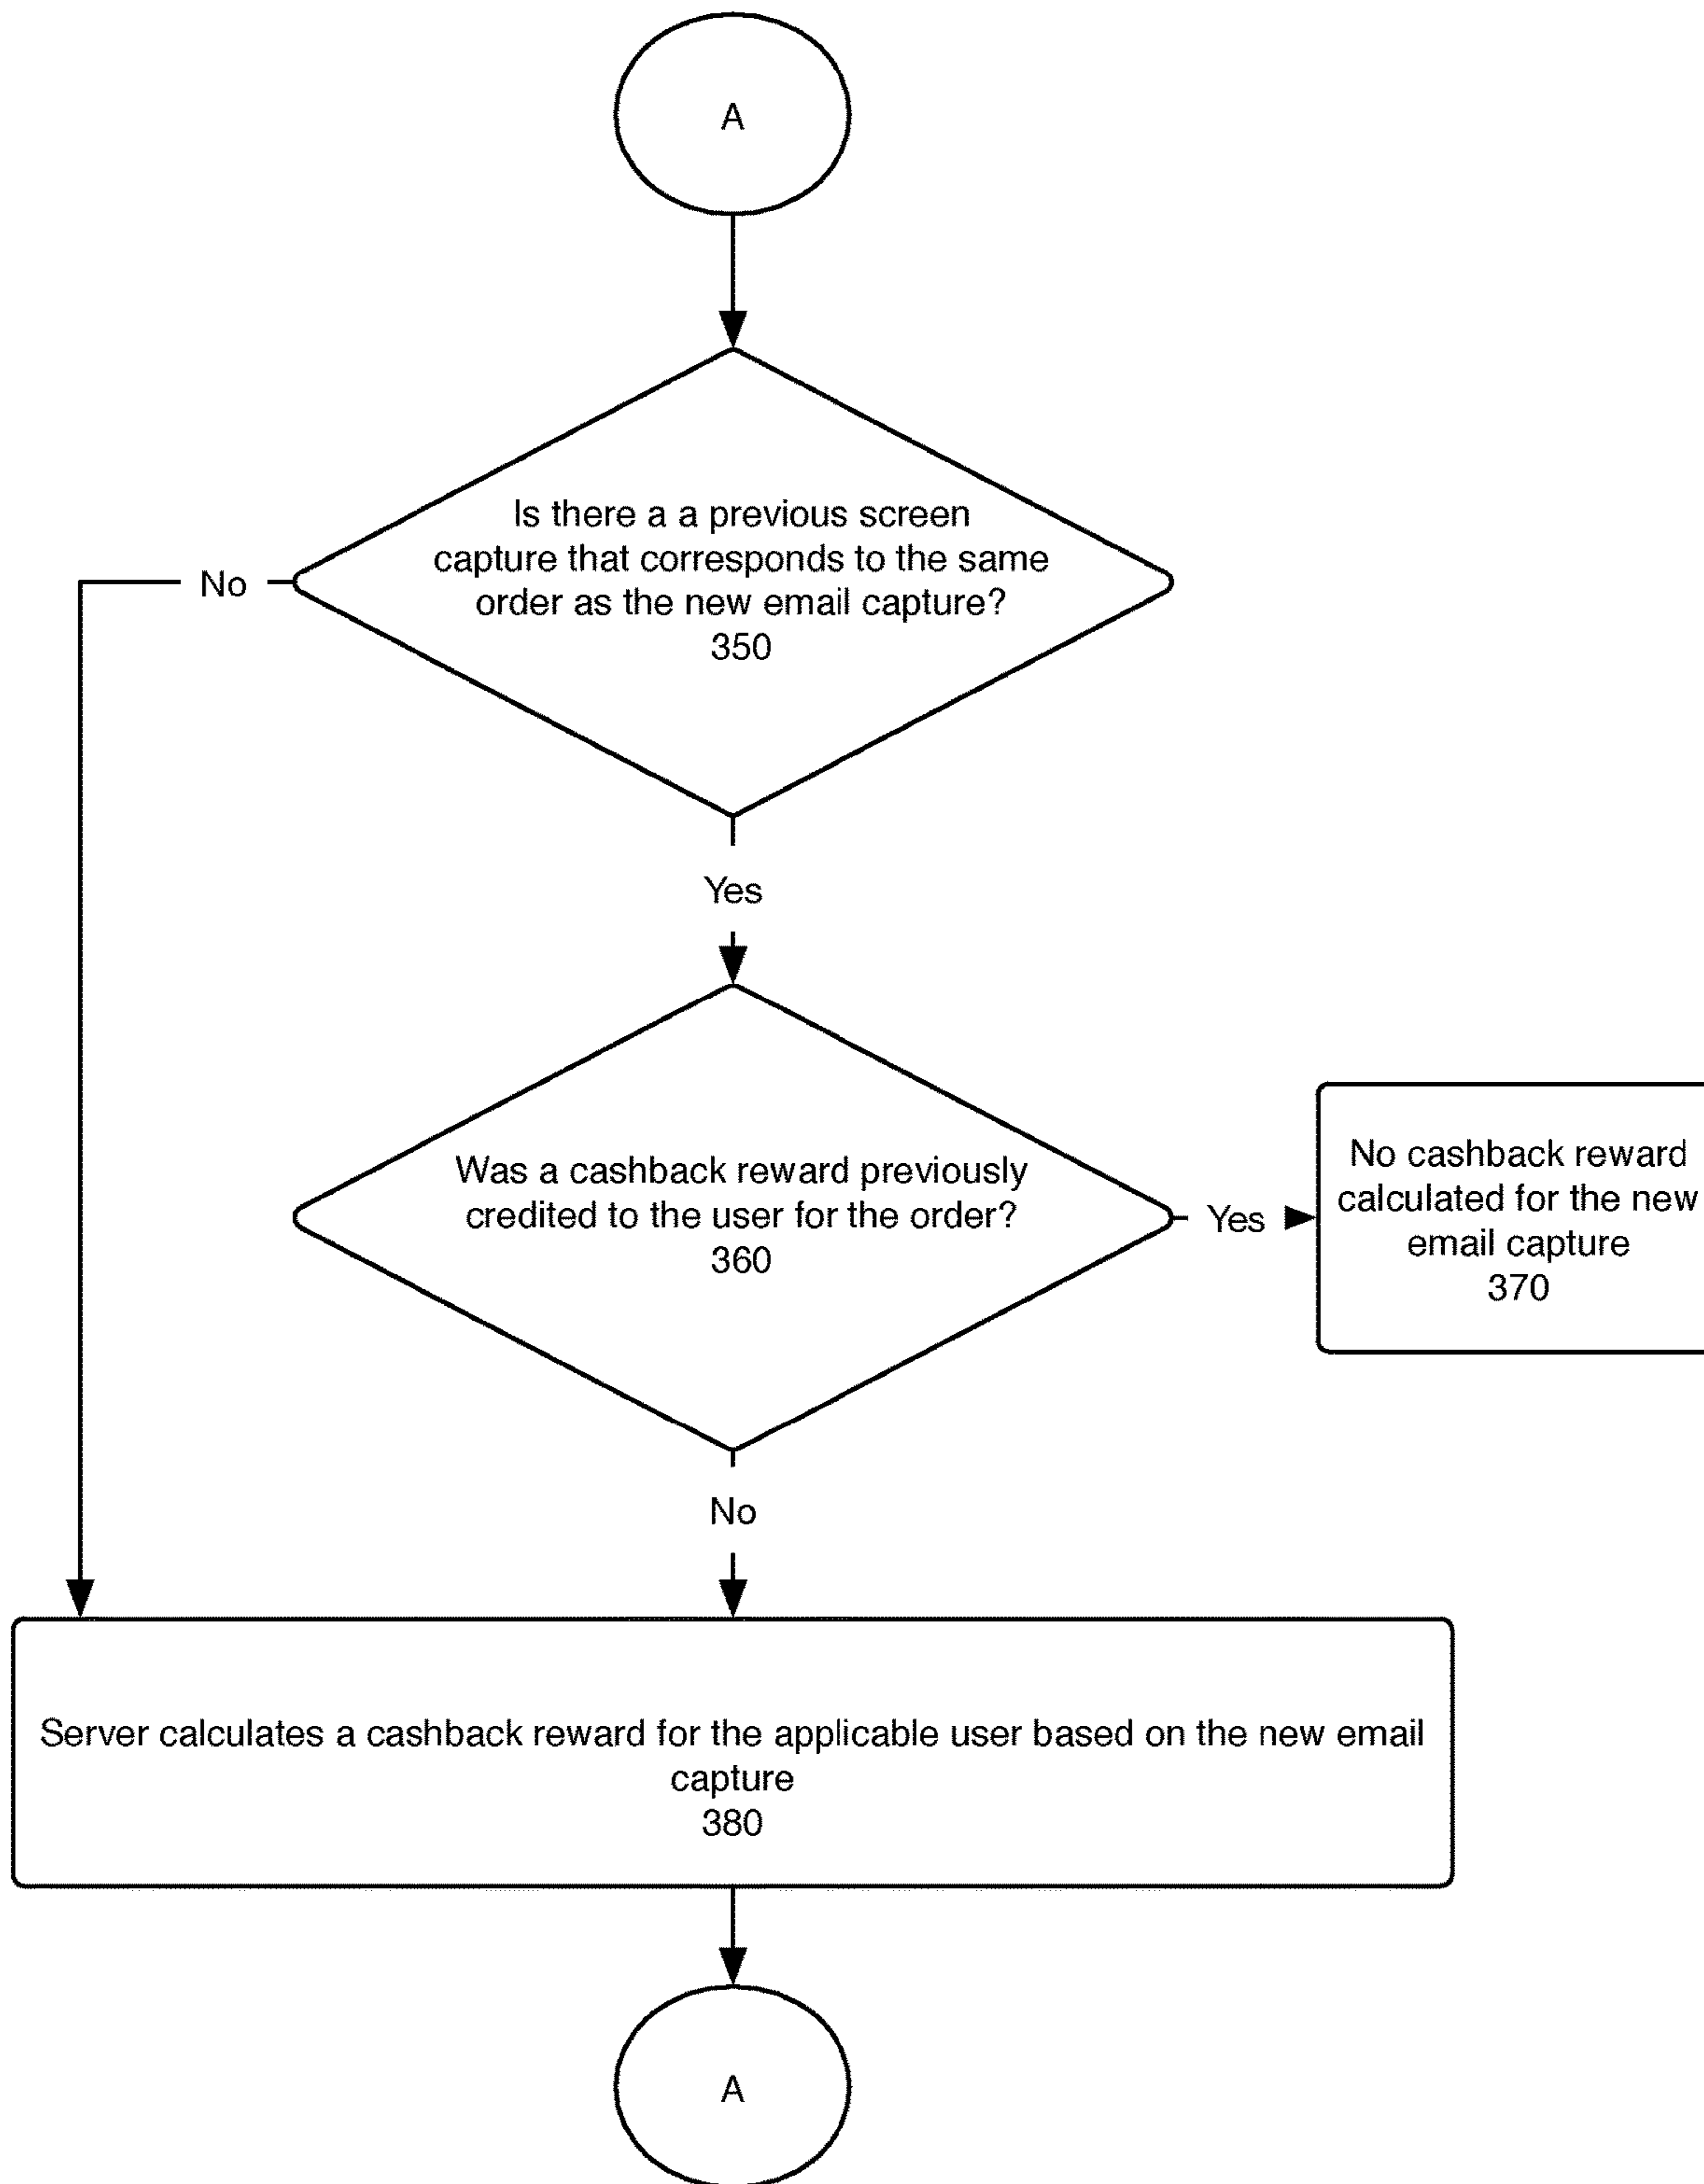 A
Is there a a previous screen
capture that corresponds to the same
order as the new email capture?
350
No
Yes
Was a cashback reward previously
credited to the user for the order?
360
Yes
No cashback reward
calculated for the new
email capture
370
No
Server calculates a cashback reward for the applicable user based on the new email
capture
380
A